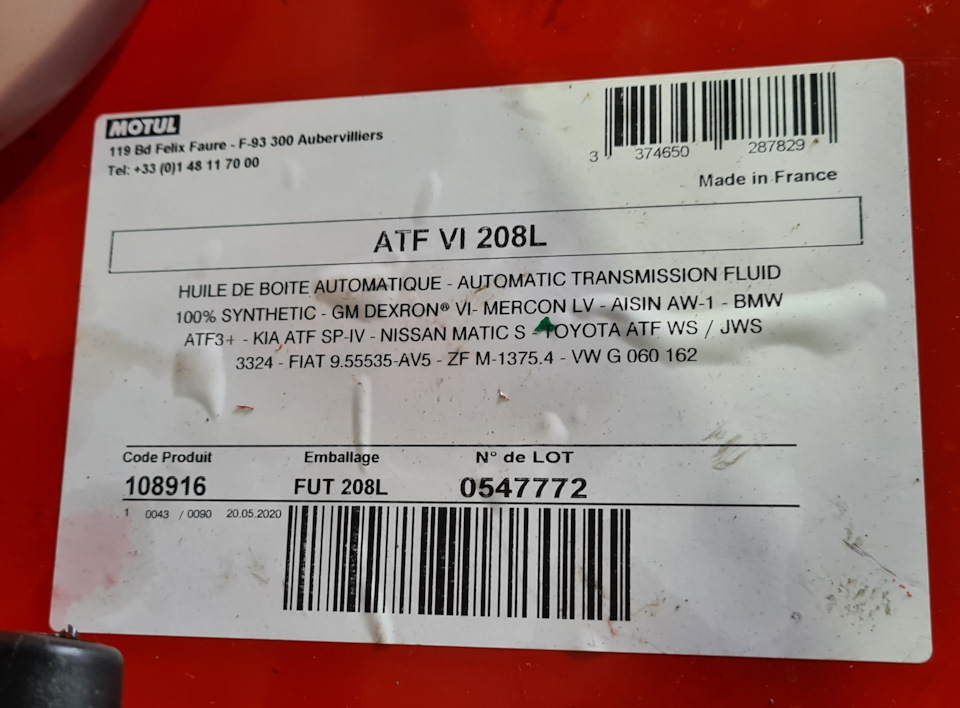 MOTUL
119 Bd Felix Faure - F-93 300 Aubervilliers
Tel: +33 (0)1 48 11 70 00
3 374650 287829
Made in France
ATF VI 208L
HUILE DE BOITE AUTOMATIQUE - AUTOMATIC TRANSMISSION FLUID
100% SYNTHETIC - GM DEXRON® VI- MERCON LV - AISIN AW-1 - BMW
ATF3+ - KIA ATF SP-IV - NISSAN MATIC S - TOYOTA ATF WS / JWS
3324 - FIAT 9.55535-AV5 - ZF M-1375.4 - VW G 060 162
Code Produit Emballage N° de LOT
108916 FUT 208L 0547772
1 0043 / 0090 20.05.2020